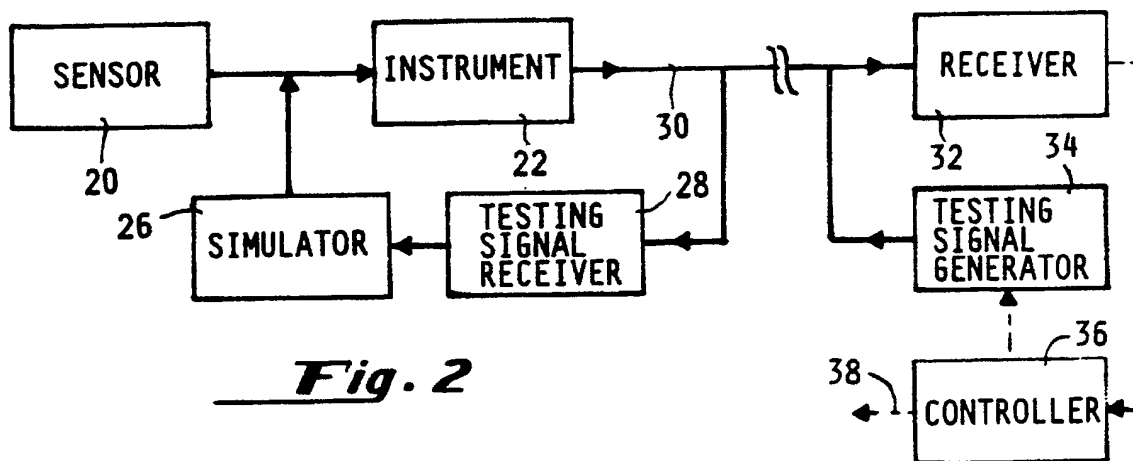 SENSOR
INSTRUMENT
RECEIVER
20
22
30
32
34
26
SIMULATOR
28
TESTING
SIGNAL
RECEIVER
TESTING
SIGNAL
GENERATOR
Fig. 2
38
36
CONTROLLER